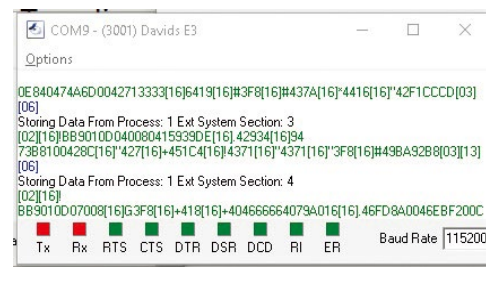 COM9 - (3001) Davids E3
Options
0E840474A6D0042713333[16]6419[16]#3F8[16]#437A[16]*4416[16]"42F1CCCD[03]
[06]
Storing Data From Process: 1 Ext System Section: 3
[02][16]!BB9010D040080415939DE[16].42934[16]94
73B8100428C[16]"427[16]+451C4[16]!4371[16]"4371[16]"3F8[16]#49BA92B8[03][13]
[06]
Storing Data From Process: 1 Ext System Section: 4
[02][16]!
BB9010D07008[16]G3F8[16]+418[16]+404666664079A016[16].46FD8A0046EBF200C
Tx Rx RTS CTS DTR DSR DCD RI ER Baud Rate 115200